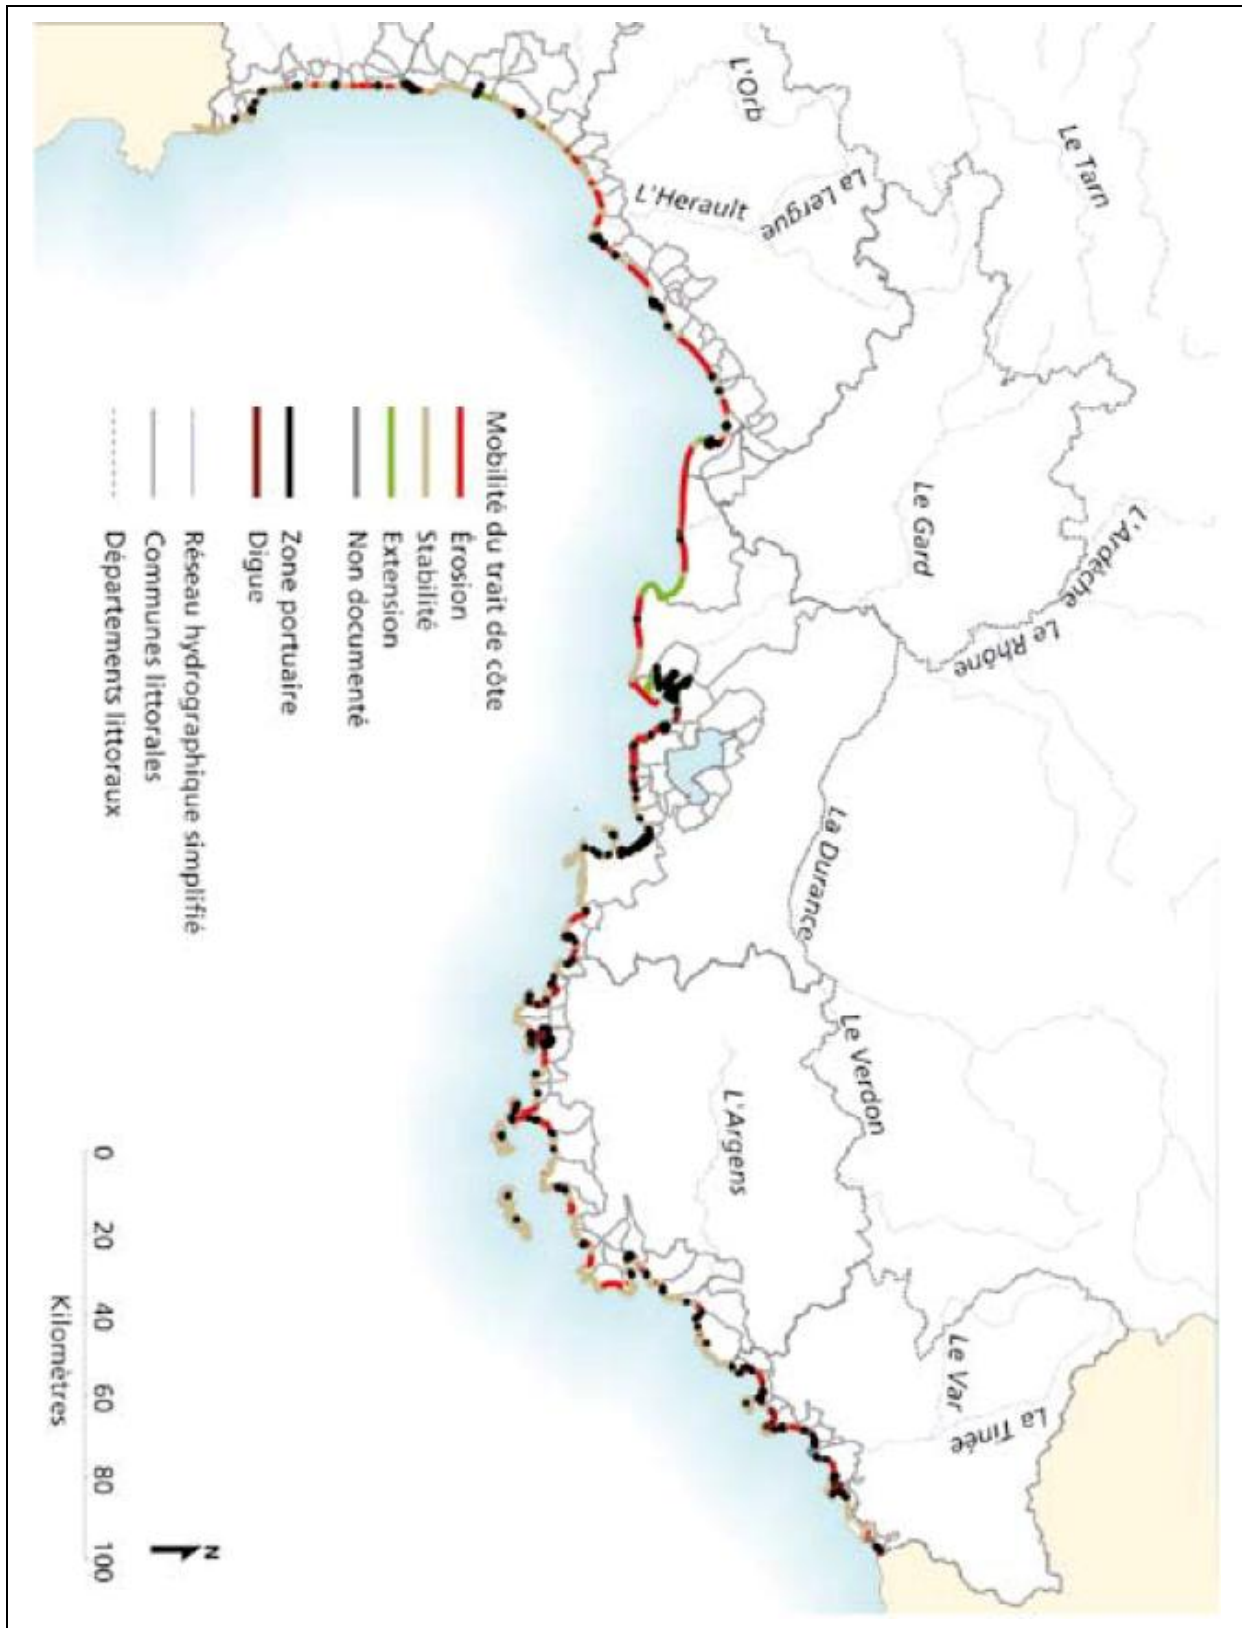 L'Orb
Le Tarn
L'Herault
La Lergue
Le Gard
L'Ardèche
Le Rhône
La Durance
Le Verdon
L'Argens
Le Var
La Tinée
Mobilité du trait de côte
Érosion
Stabilité
Extension
Non documenté
Zone portuaire
Digue
Réseau hydrographique simplifié
Communes littorales
Départements littoraux
0 20 40 60 80 100
Kilomètres
N